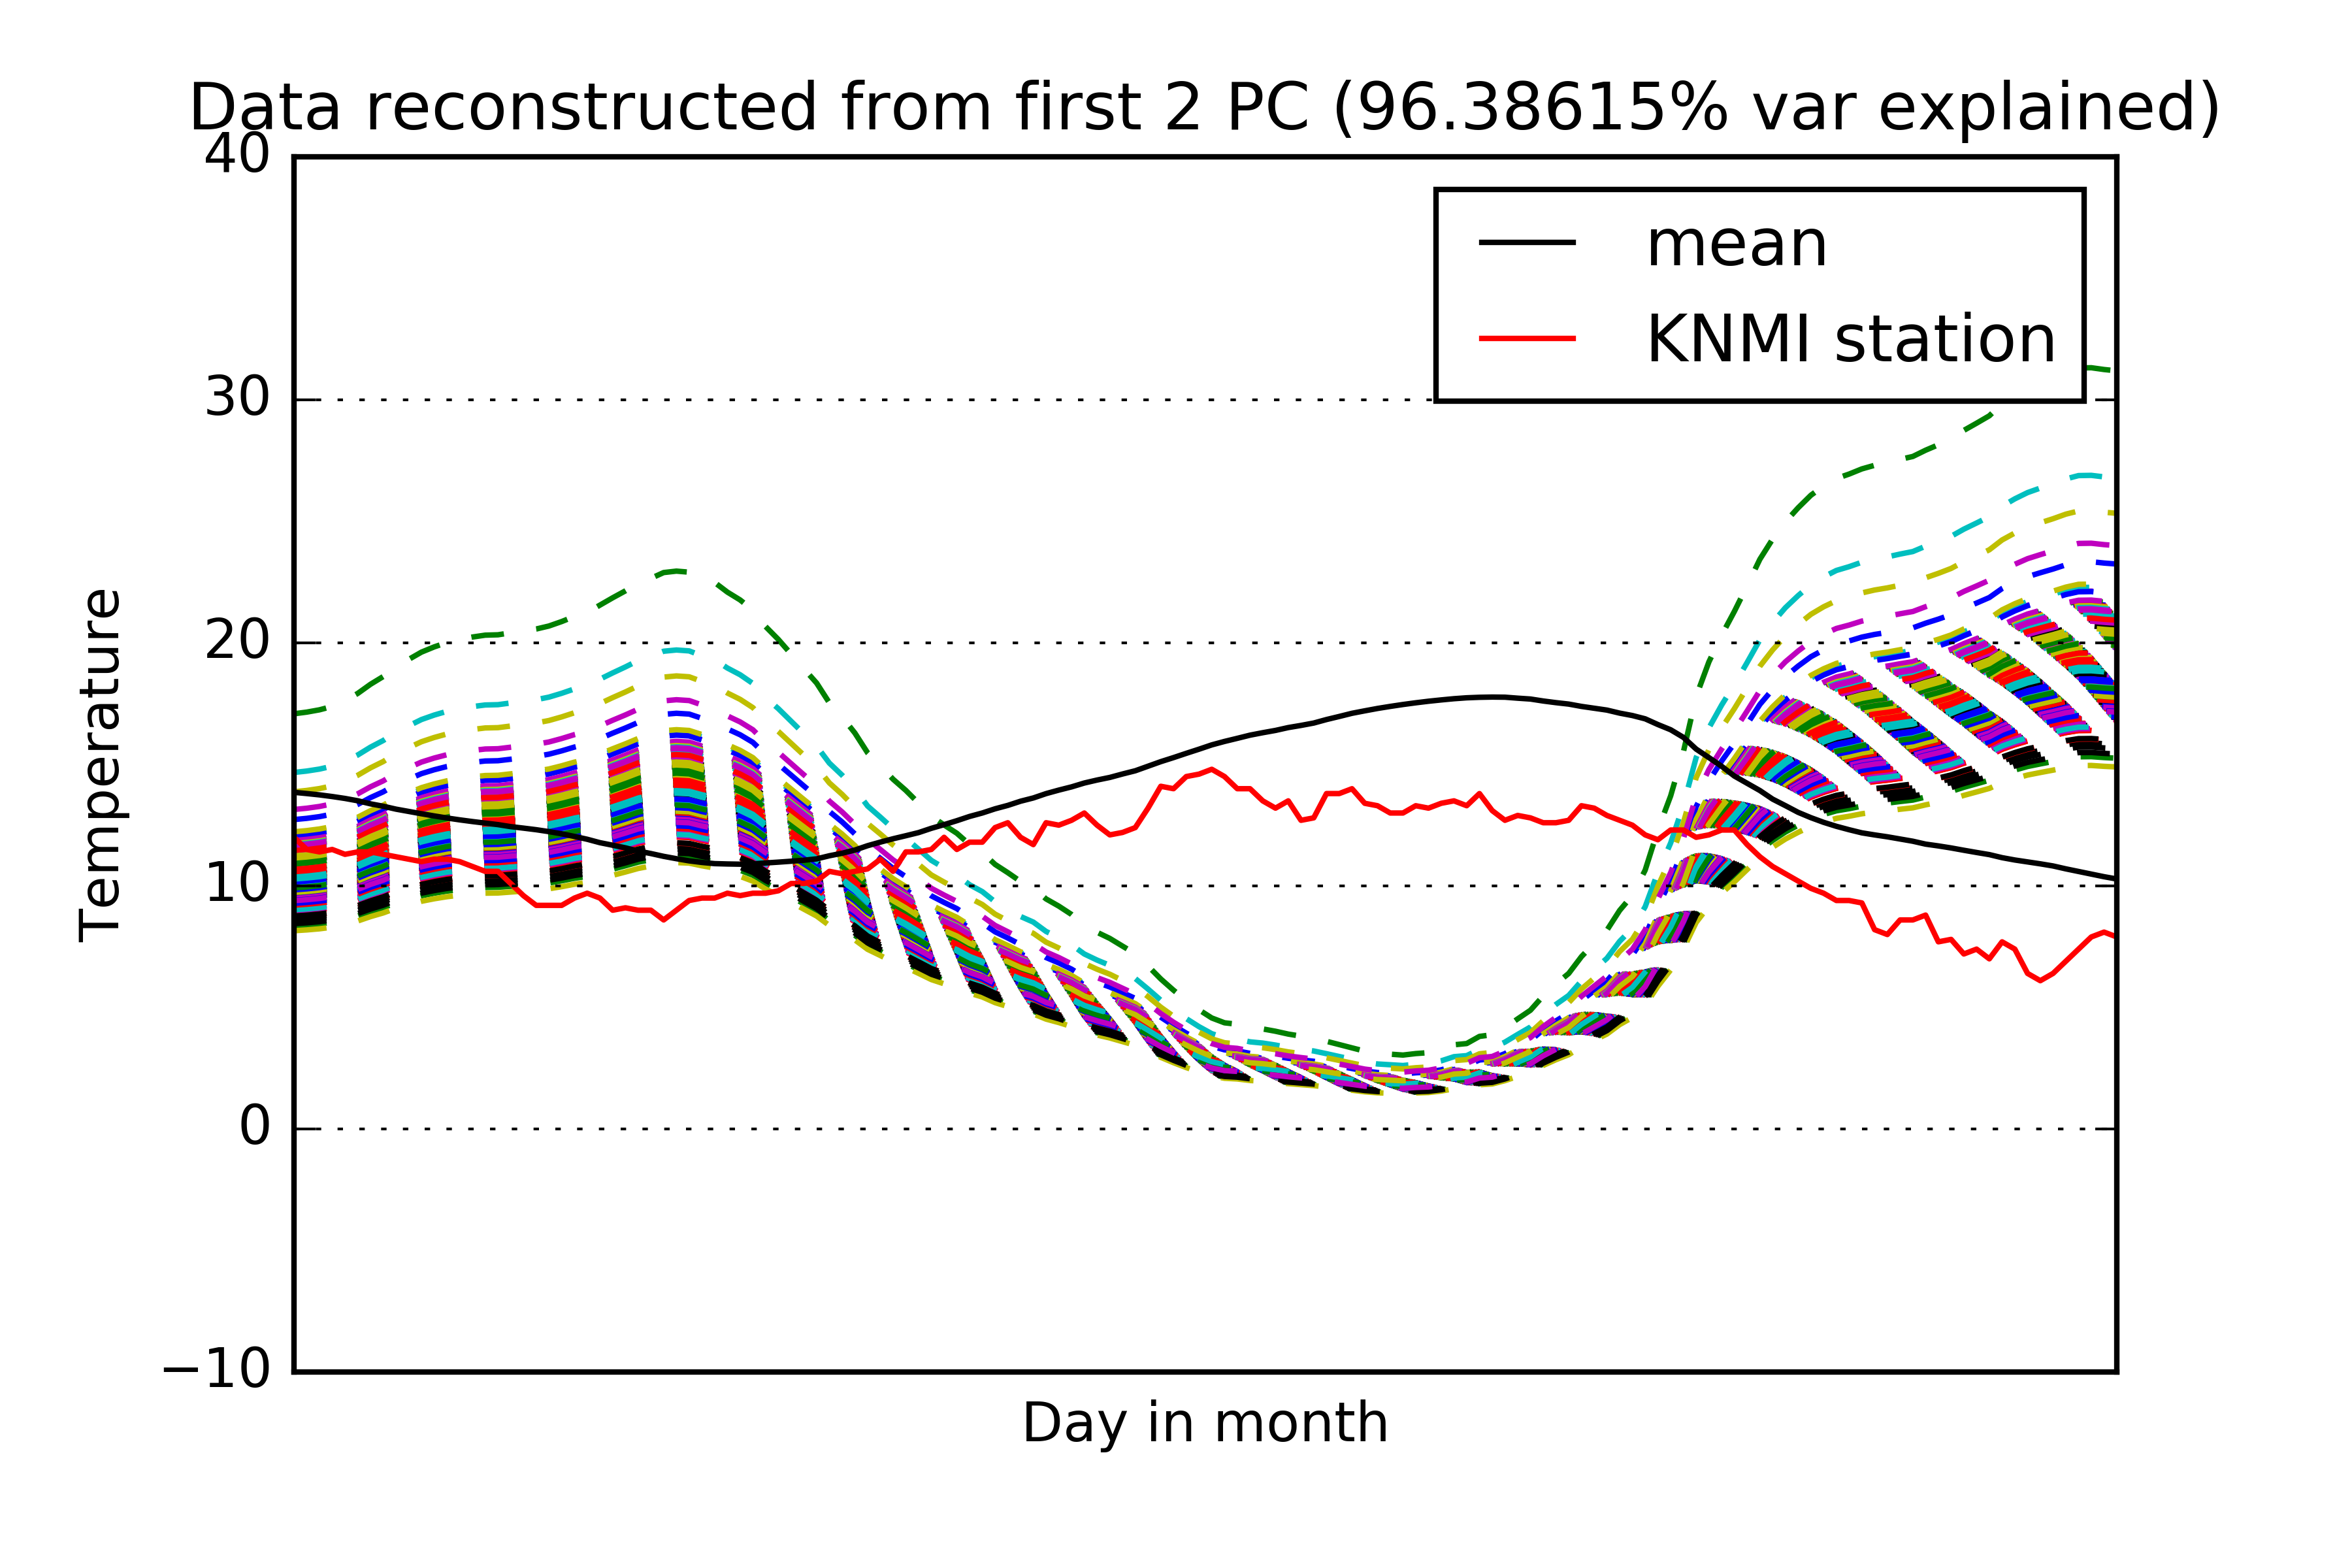 Data reconstructed from first 2 PC (96.38615% var explained)
40
30
20
10
0
−10
Temperature
mean
KNMI station
Day in month